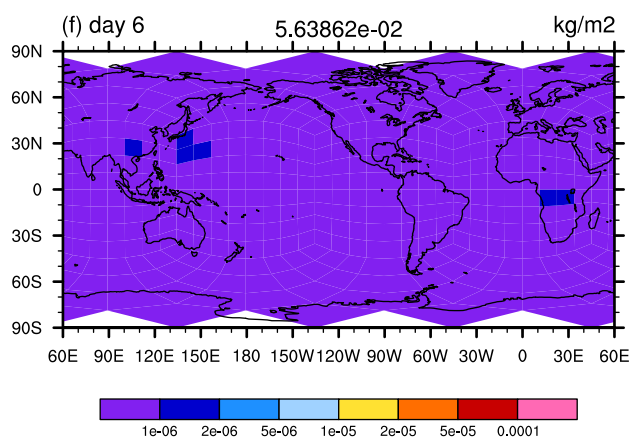 (f) day 6 5.63862e-02 kg/m2
90N
60N
30N
0
30S
60S
90S
60E 90E 120E 150E 180 150W 120W 90W 60W 30W 0 30E 60E
1e-06 2e-06 5e-06 1e-05 2e-05 5e-05 0.0001